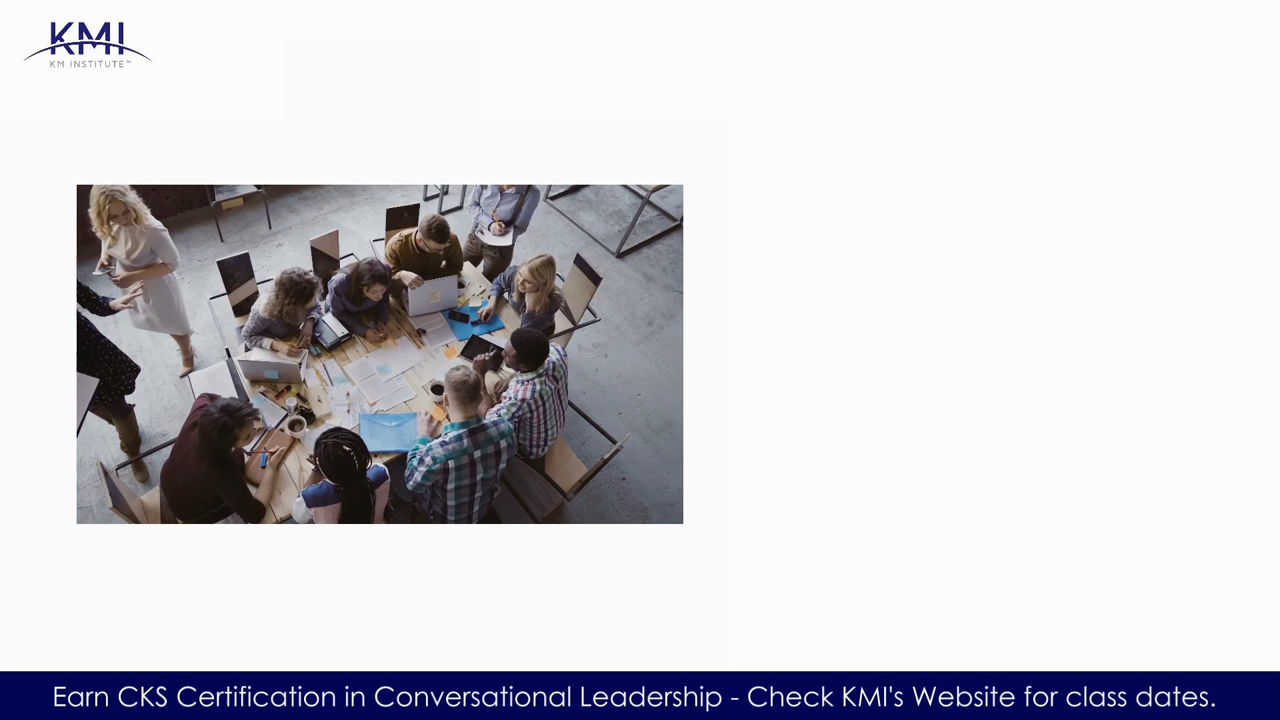 KMI
KM INSTITUTE™
Earn CKS Certification in Conversational Leadership - Check KMI's Website for class dates.